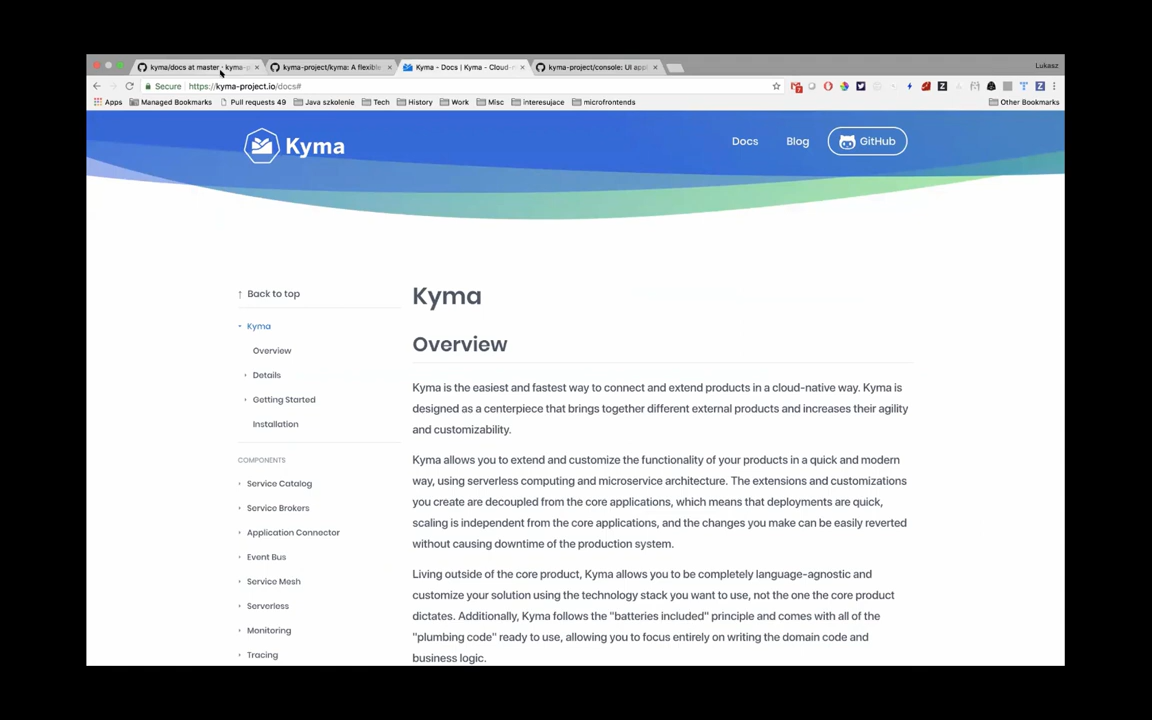 kyma/docs at master · kyma-p
kyma-project/kyma: A flexible
Kyma - Docs | Kyma - Cloud-n
kyma-project/console: UI app
Lukasz
Secure https://kyma-project.io/docs#
Apps Managed Bookmarks Pull requests 49 Java szkolenie Tech History Work Misc interesujace microfrontends Other Bookmarks
Kyma
Docs Blog GitHub
Back to top
Kyma
Overview
Details
Getting Started
Installation
COMPONENTS
Service Catalog
Service Brokers
Application Connector
Event Bus
Service Mesh
Serverless
Monitoring
Tracing
Kyma
Overview
Kyma is the easiest and fastest way to connect and extend products in a cloud-native way. Kyma is
designed as a centerpiece that brings together different external products and increases their agility
and customizability.
Kyma allows you to extend and customize the functionality of your products in a quick and modern
way, using serverless computing and microservice architecture. The extensions and customizations
you create are decoupled from the core applications, which means that deployments are quick,
scaling is independent from the core applications, and the changes you make can be easily reverted
without causing downtime of the production system.
Living outside of the core product, Kyma allows you to be completely language-agnostic and
customize your solution using the technology stack you want to use, not the one the core product
dictates. Additionally, Kyma follows the "batteries included" principle and comes with all of the
"plumbing code" ready to use, allowing you to focus entirely on writing the domain code and
business logic.